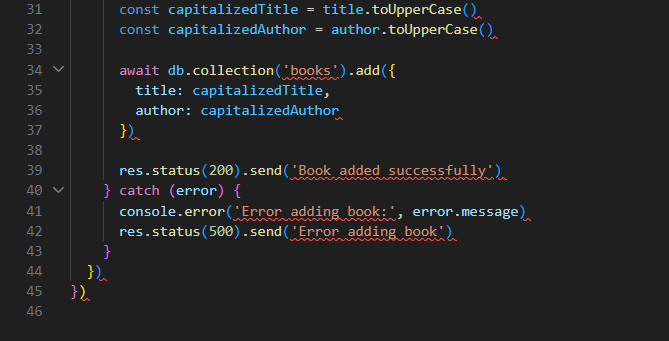 31 const capitalizedTitle = title.toUpperCase()
32 const capitalizedAuthor = author.toUpperCase()
33
34 await db.collection('books').add({
35 title: capitalizedTitle,
36 author: capitalizedAuthor
37 })
38
39 res.status(200).send('Book added successfully')
40 } catch (error) {
41 console.error('Error adding book:', error.message)
42 res.status(500).send('Error adding book')
43 }
44 })
45 })
46